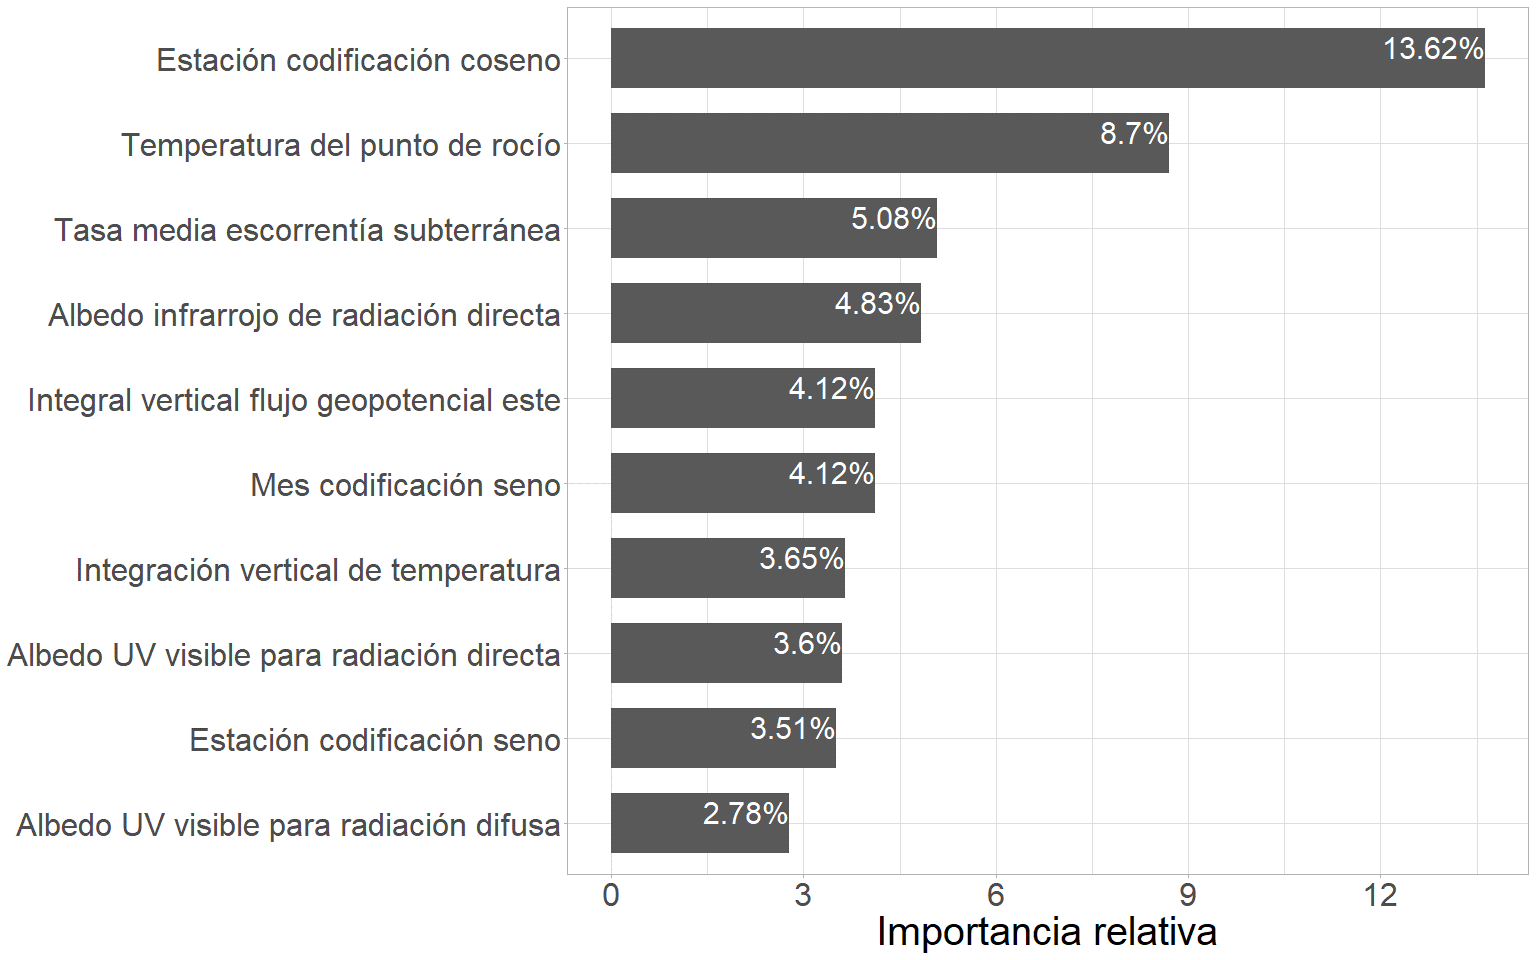 Estación codificación coseno
13.62%
Temperatura del punto de rocío
8.7%
Tasa media escorrentía subterránea
5.08%
Albedo infrarrojo de radiación directa
4.83%
Integral vertical flujo geopotencial este
4.12%
Mes codificación seno
4.12%
Integración vertical de temperatura
3.65%
Albedo UV visible para radiación directa
3.6%
Estación codificación seno
3.51%
Albedo UV visible para radiación difusa
2.78%
0 3 6 9 12
Importancia relativa